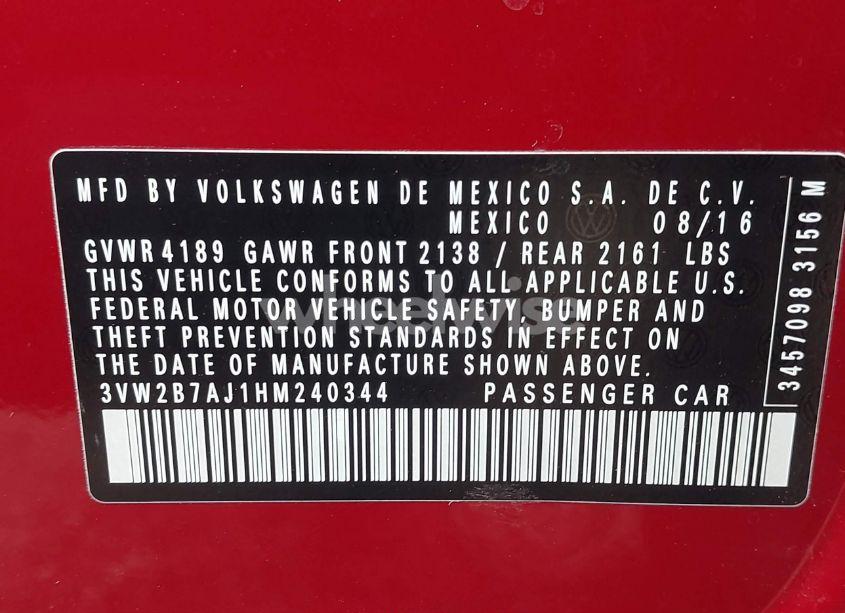 MFD BY VOLKSWAGEN DE MEXICO S.A. DE C.V.
MEXICO 08/16
GVWR 4189 GAWR FRONT 2138 / REAR 2161 LBS
THIS VEHICLE CONFORMS TO ALL APPLICABLE U.S.
FEDERAL MOTOR VEHICLE SAFETY, BUMPER AND
THEFT PREVENTION STANDARDS IN EFFECT ON
THE DATE OF MANUFACTURE SHOWN ABOVE.
3VW2B7AJ1HM240344 PASSENGER CAR
3457098 3156 M
wheelwise